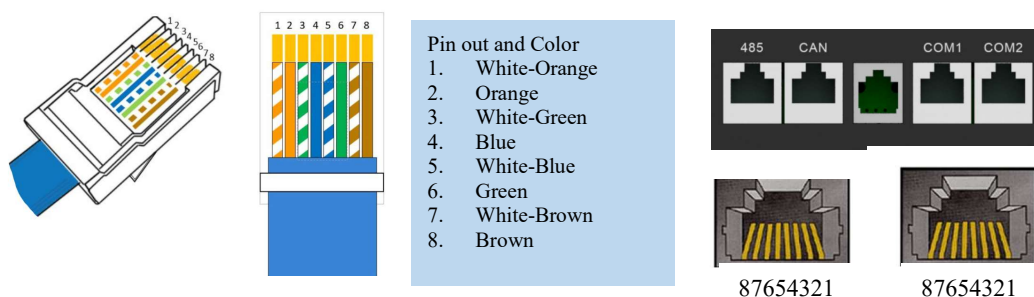 1 2 3 4 5 6 7 8
1 2 3 4 5 6 7 8
Pin out and Color
1. White-Orange
2. Orange
3. White-Green
4. Blue
5. White-Blue
6. Green
7. White-Brown
8. Brown
485 CAN COM1 COM2
87654321 87654321